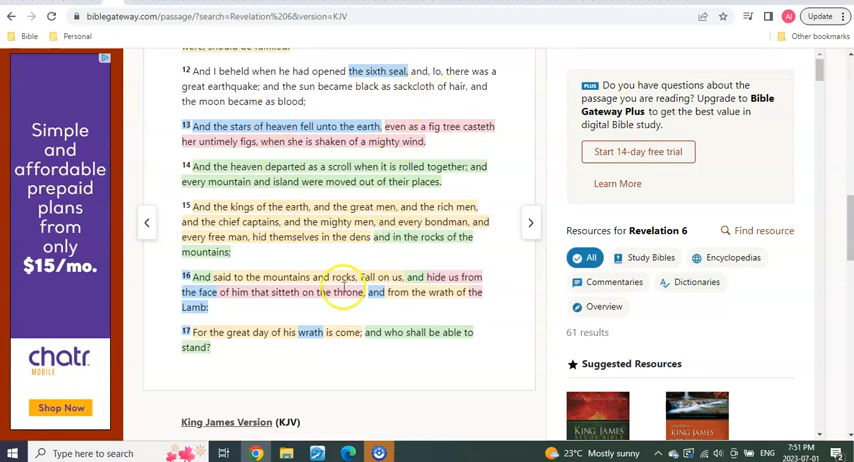 biblegateway.com/passage/?search=Revelation%206&version=KJV
AI
Update
Bible
Personal
Other bookmarks
Simple
and
affordable
prepaid
plans
from
only
$15/mo.
chatr
MOBILE
Shop Now
were, should be fulfilled.
12 And I beheld when he had opened the sixth seal, and, lo, there was a
great earthquake; and the sun became black as sackcloth of hair, and
the moon became as blood;
13 And the stars of heaven fell unto the earth, even as a fig tree casteth
her untimely figs, when she is shaken of a mighty wind.
14 And the heaven departed as a scroll when it is rolled together; and
every mountain and island were moved out of their places.
15 And the kings of the earth, and the great men, and the rich men,
and the chief captains, and the mighty men, and every bondman, and
every free man, hid themselves in the dens and in the rocks of the
mountains;
16 And said to the mountains and rocks, Fall on us, and hide us from
the face of him that sitteth on the throne, and from the wrath of the
Lamb:
17 For the great day of his wrath is come; and who shall be able to
stand?
King James Version (KJV)
PLUS Do you have questions about the
passage you are reading? Upgrade to Bible
Gateway Plus to get the best value in
digital Bible study.
Start 14-day free trial
Learn More
Resources for Revelation 6
Find resource
All
Study Bibles
Encyclopedias
Commentaries
Dictionaries
Overview
61 results
Suggested Resources
KING JAMES
KING JAMES
Type here to search
23°C Mostly sunny
ENG
7:51 PM
2023-07-01
2